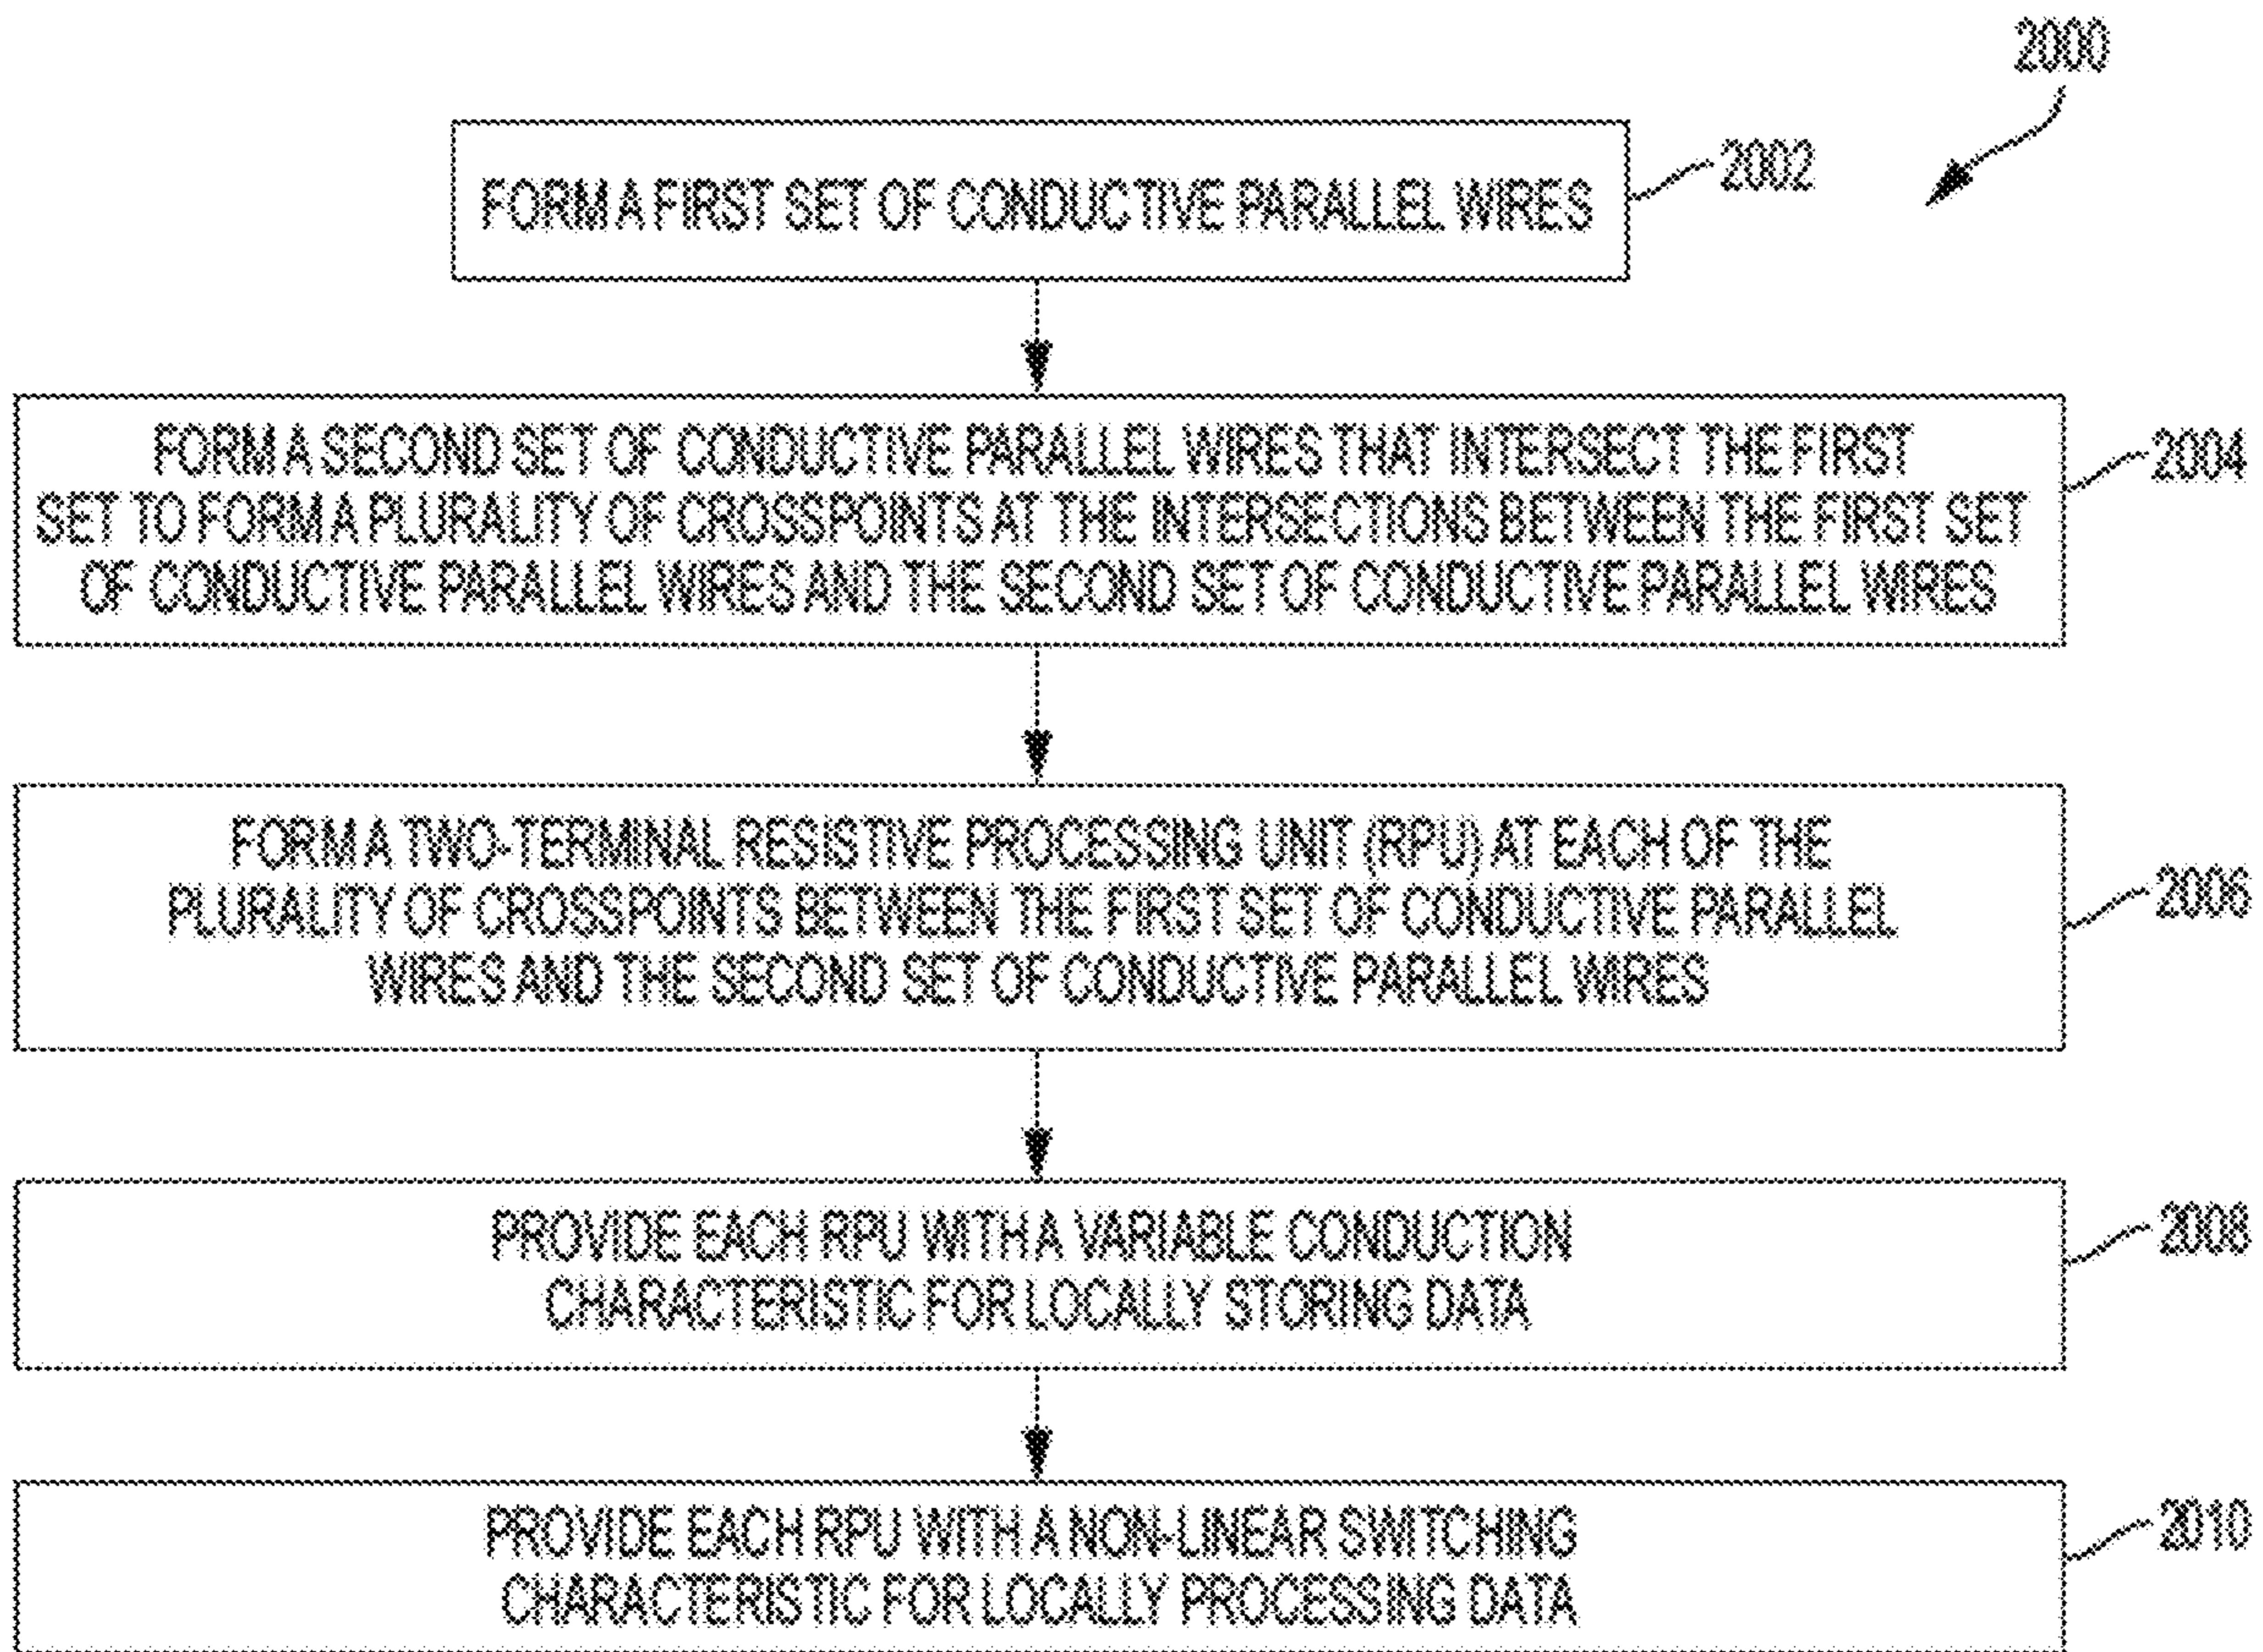 2000
FORM A FIRST SET OF CONDUCTIVE PARALLEL WIRES
2002
FORM A SECOND SET OF CONDUCTIVE PARALLEL WIRES THAT INTERSECT THE FIRST
SET TO FORM A PLURALITY OF CROSSPOINTS AT THE INTERSECTIONS BETWEEN THE FIRST SET
OF CONDUCTIVE PARALLEL WIRES AND THE SECOND SET OF CONDUCTIVE PARALLEL WIRES
2004
FORM A TWO-TERMINAL RESISTIVE PROCESSING UNIT (RPU) AT EACH OF THE
PLURALITY OF CROSSPOINTS BETWEEN THE FIRST SET OF CONDUCTIVE PARALLEL
WIRES AND THE SECOND SET OF CONDUCTIVE PARALLEL WIRES
2006
PROVIDE EACH RPU WITH A VARIABLE CONDUCTION
CHARACTERISTIC FOR LOCALLY STORING DATA
2008
PROVIDE EACH RPU WITH A NON-LINEAR SWITCHING
CHARACTERISTIC FOR LOCALLY PROCESSING DATA
2010